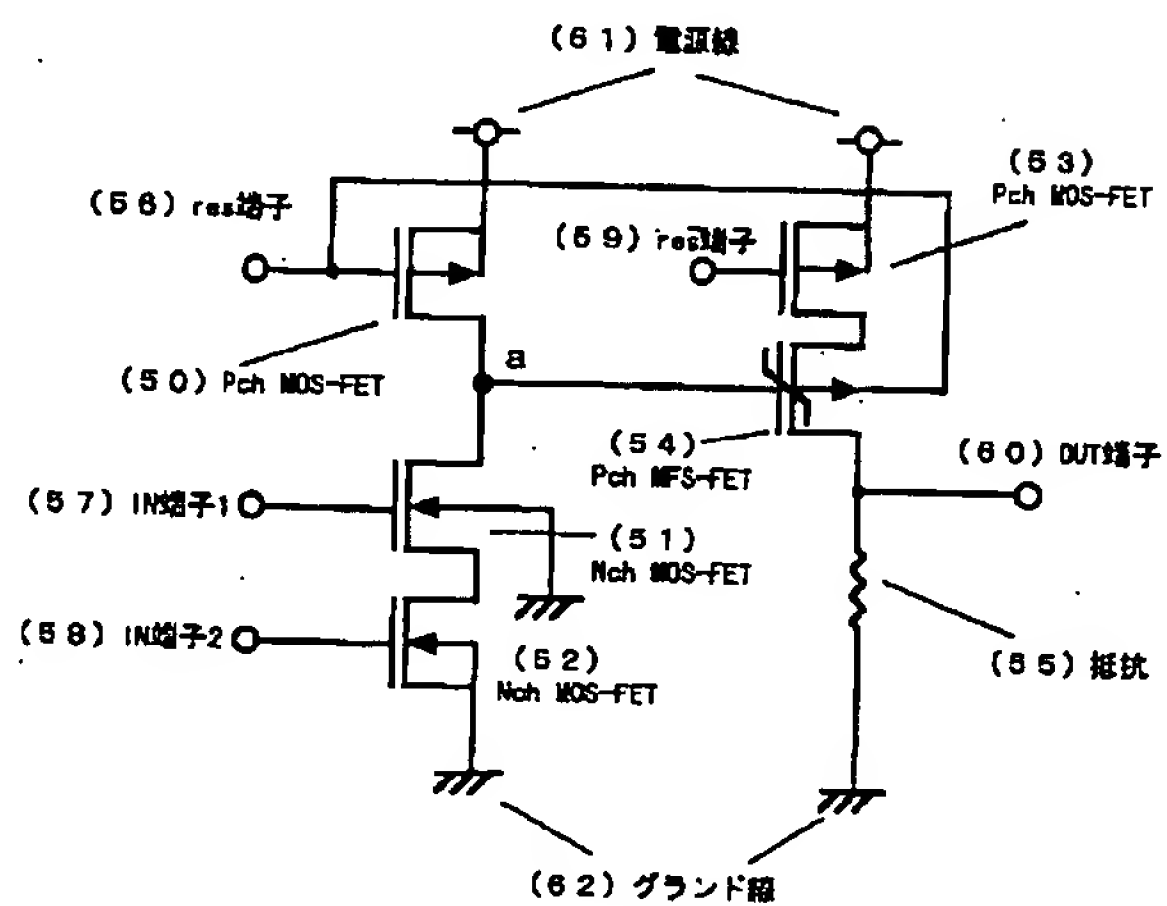 (61) 電源線
(53)
Pch MOS-FET
(56) res端子
(59) res端子
(50) Pch MOS-FET
a
(54)
Pch MFS-FET
(60) OUT端子
(57) IN端子1
(51)
Nch MOS-FET
(58) IN端子2
(52)
Nch MOS-FET
(55) 抵抗
(62) グランド線